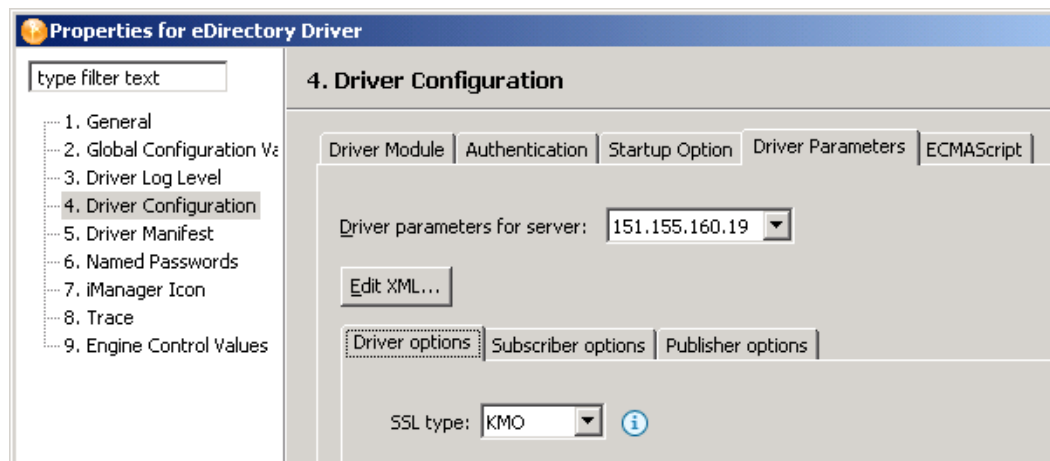 Properties for eDirectory Driver
type filter text
1. General
2. Global Configuration Va
3. Driver Log Level
4. Driver Configuration
5. Driver Manifest
6. Named Passwords
7. iManager Icon
8. Trace
9. Engine Control Values
4. Driver Configuration
Driver Module Authentication Startup Option Driver Parameters ECMAScript
Driver parameters for server: 151.155.160.19
Edit XML...
Driver options Subscriber options Publisher options
SSL type: KMO